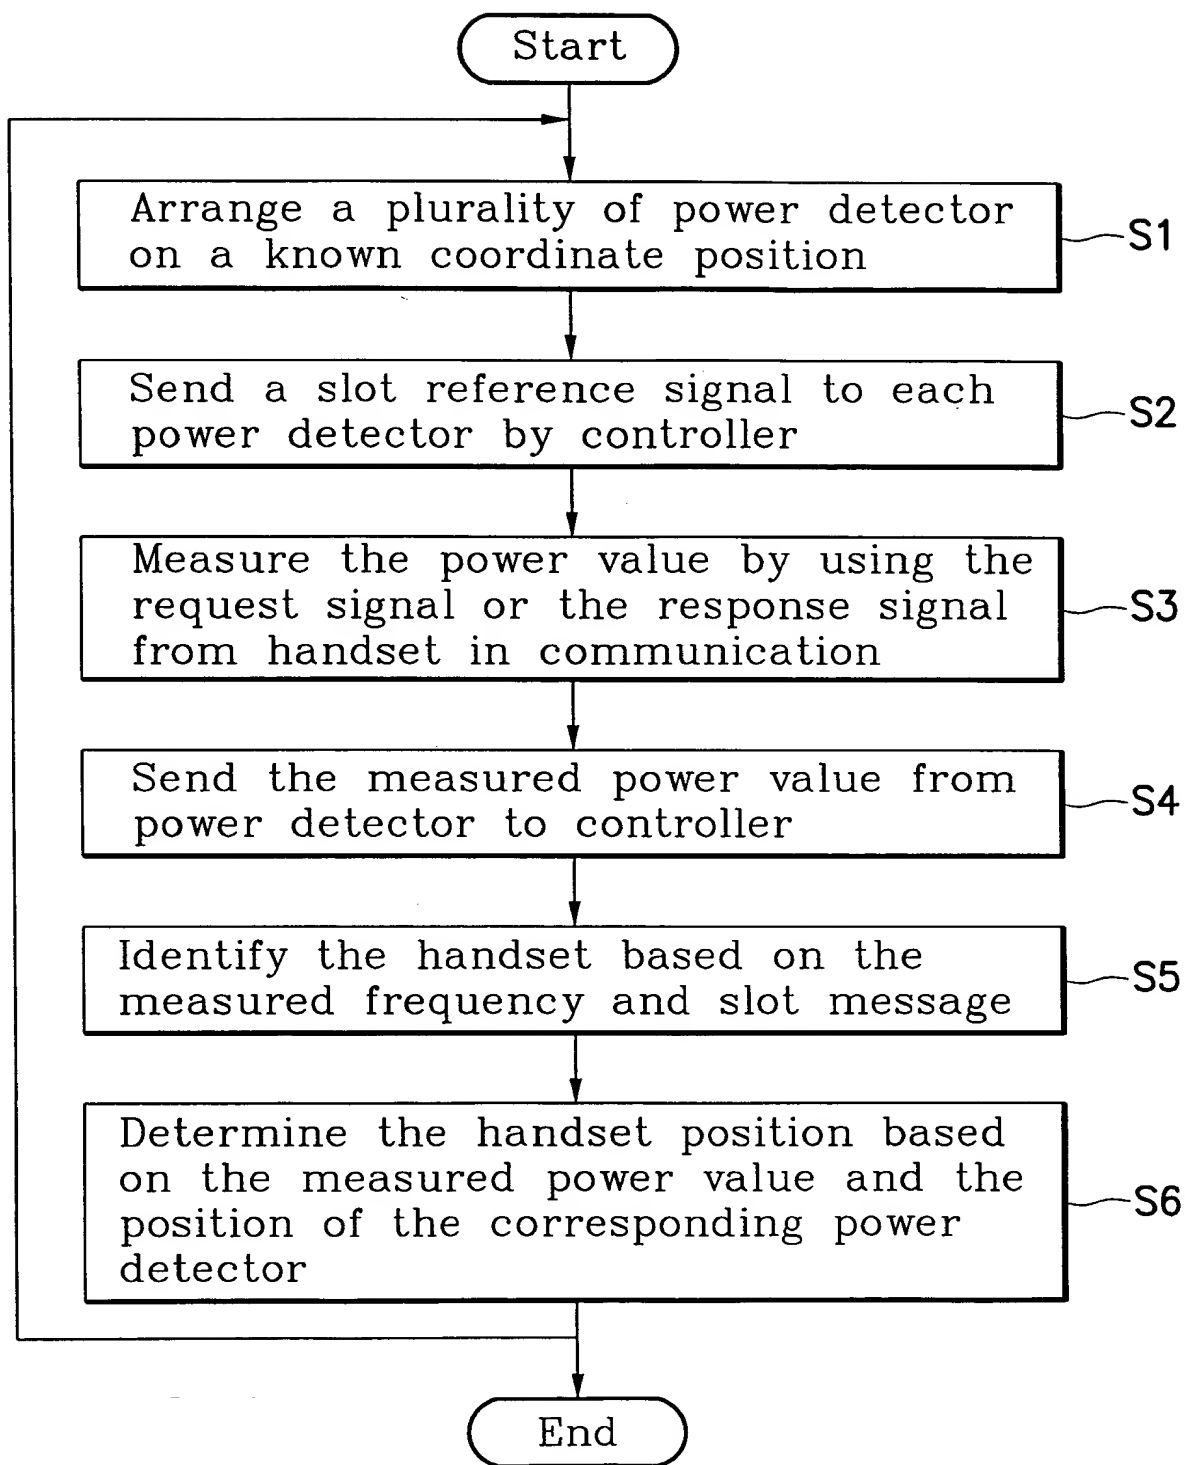 Start
Arrange a plurality of power detector
on a known coordinate position
S1
Send a slot reference signal to each
power detector by controller
S2
Measure the power value by using the
request signal or the response signal
from handset in communication
S3
Send the measured power value from
power detector to controller
S4
Identify the handset based on the
measured frequency and slot message
S5
Determine the handset position based
on the measured power value and the
position of the corresponding power
detector
S6
End